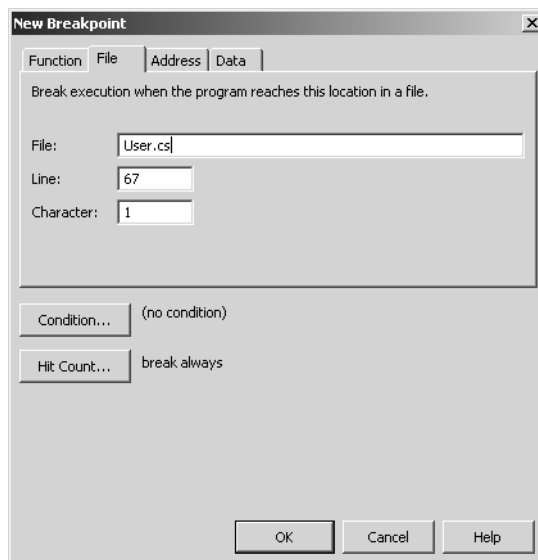 New Breakpoint
Function File Address Data
Break execution when the program reaches this location in a file.
File: User.cs
Line: 67
Character: 1
Condition... (no condition)
Hit Count... break always
OK Cancel Help